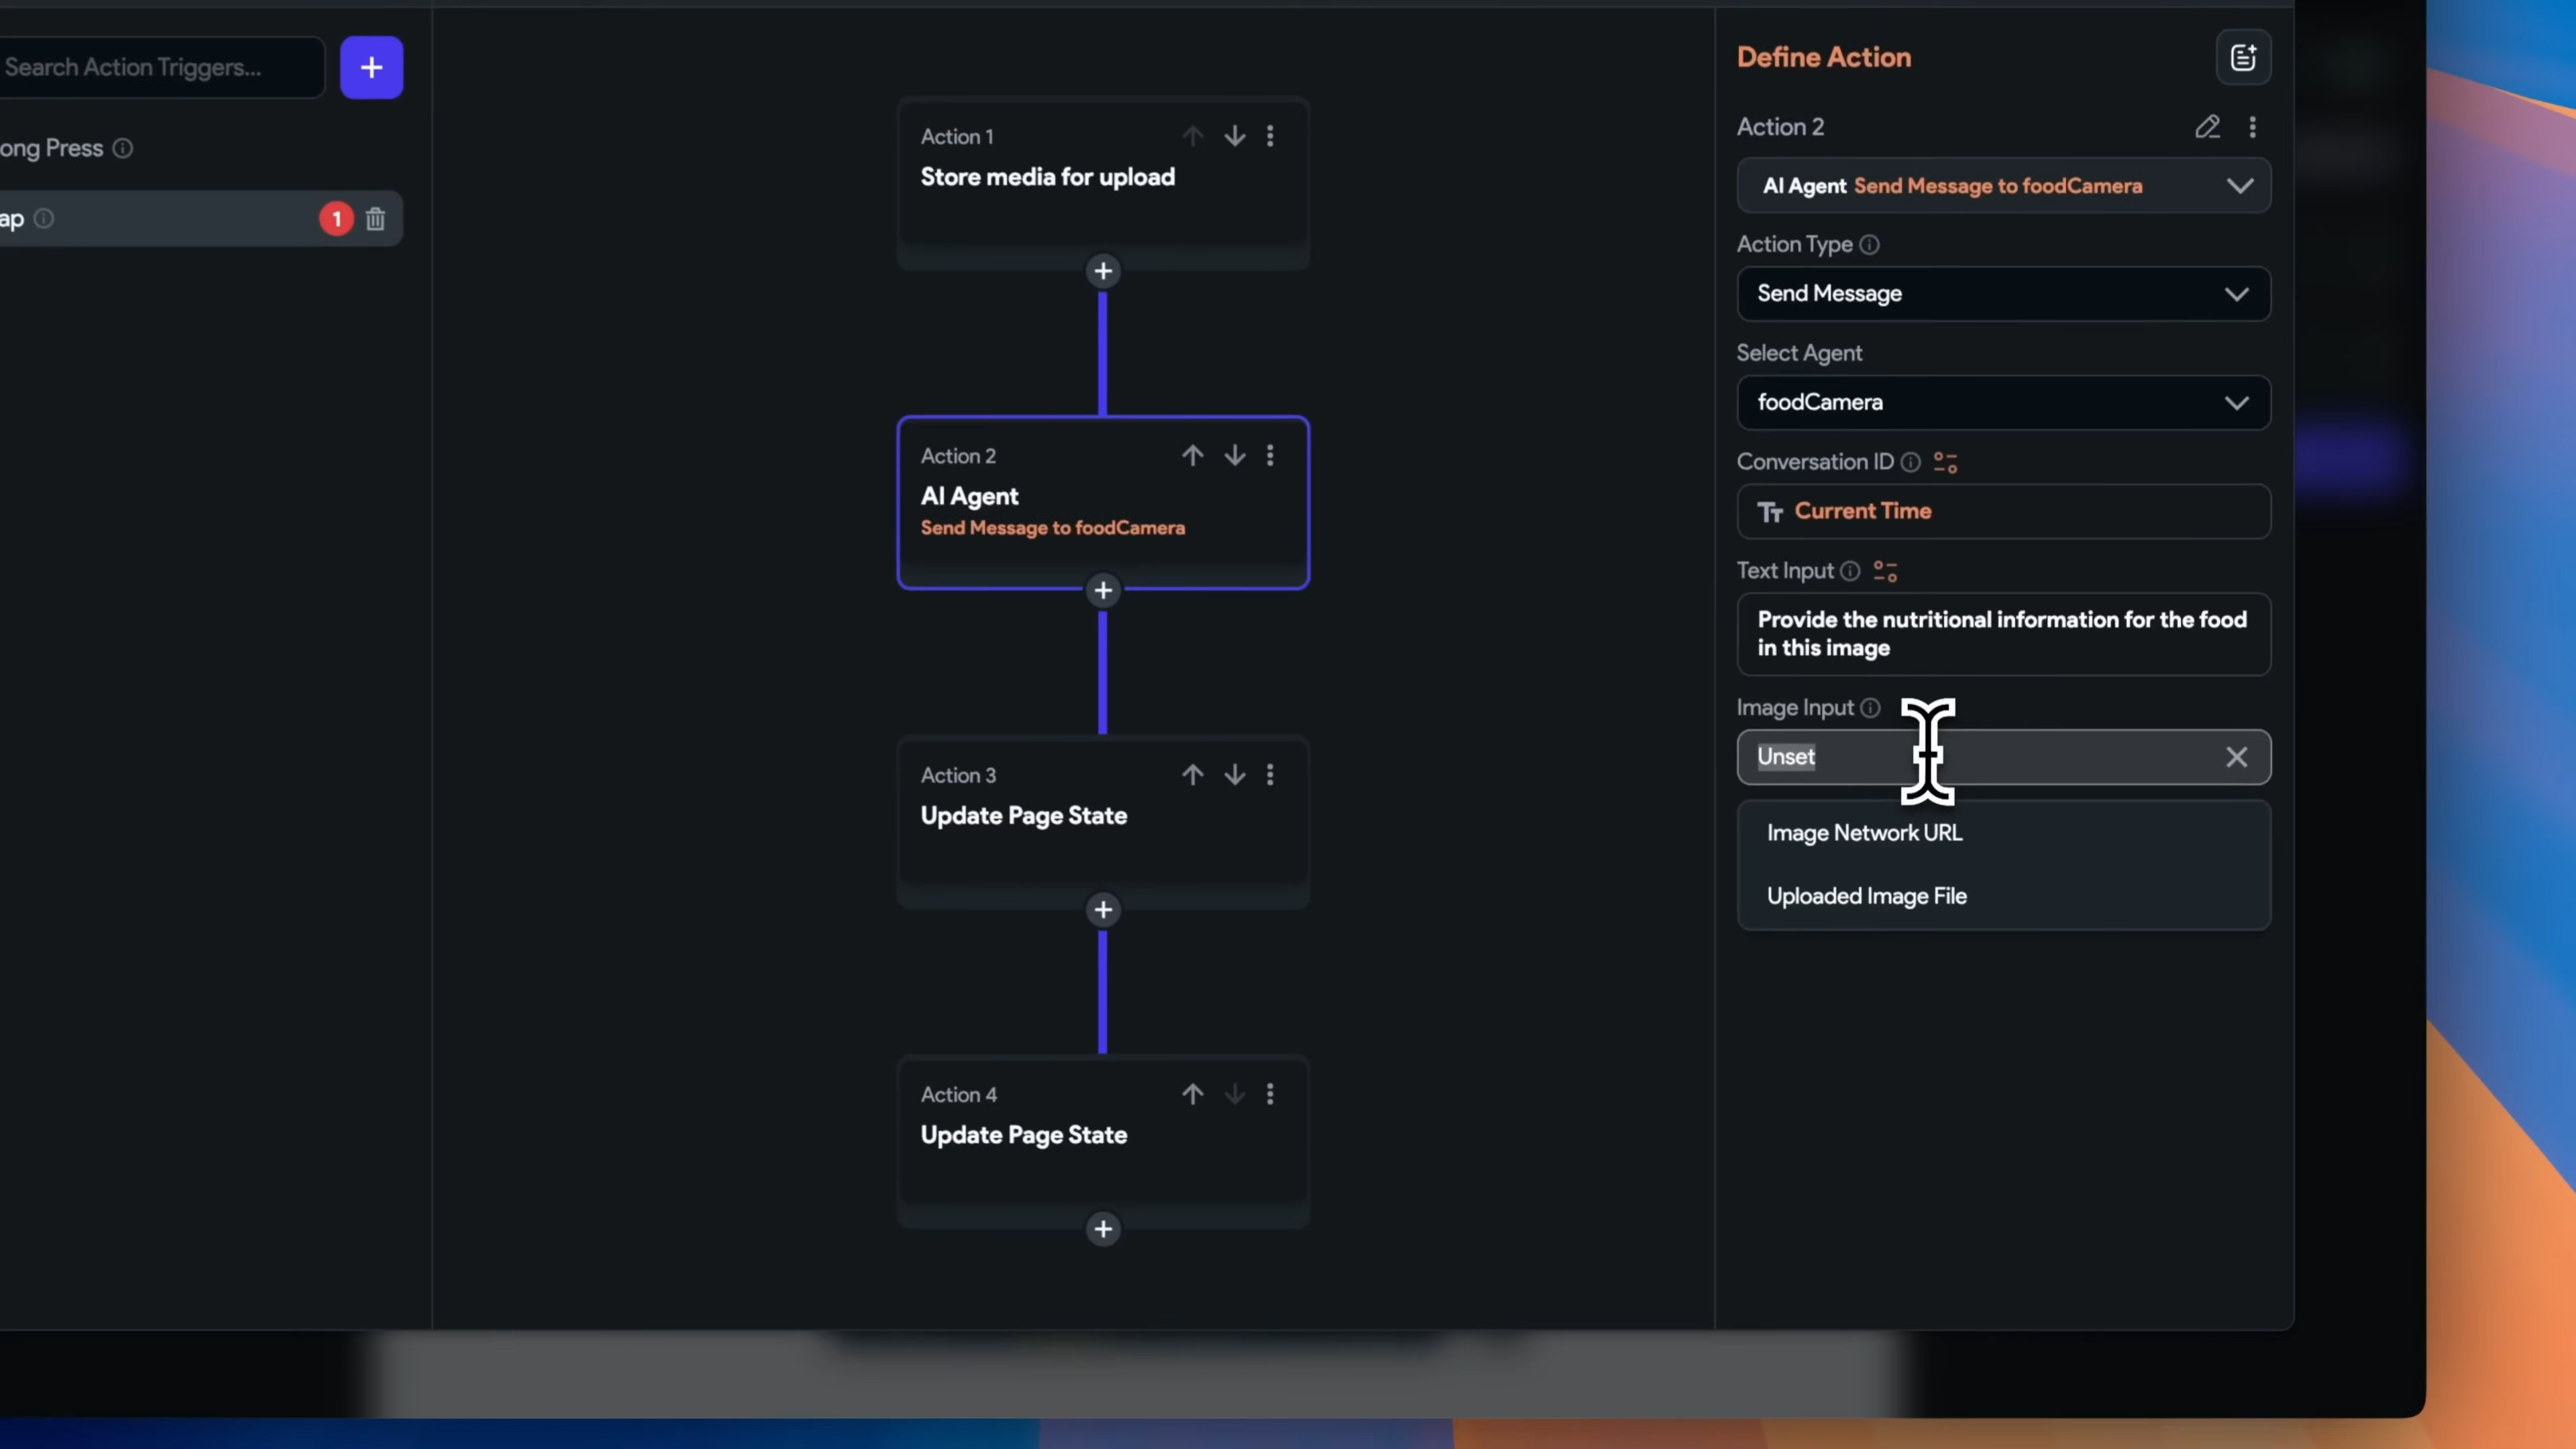 Search Action Triggers...
ong Press
ap
1
Action 1
Store media for upload
Action 2
AI Agent
Send Message to foodCamera
Action 3
Update Page State
Action 4
Update Page State
Define Action
Action 2
AI Agent Send Message to foodCamera
Action Type
Send Message
Select Agent
foodCamera
Conversation ID
Current Time
Text Input
Provide the nutritional information for the food
in this image
Image Input
Unset
Image Network URL
Uploaded Image File